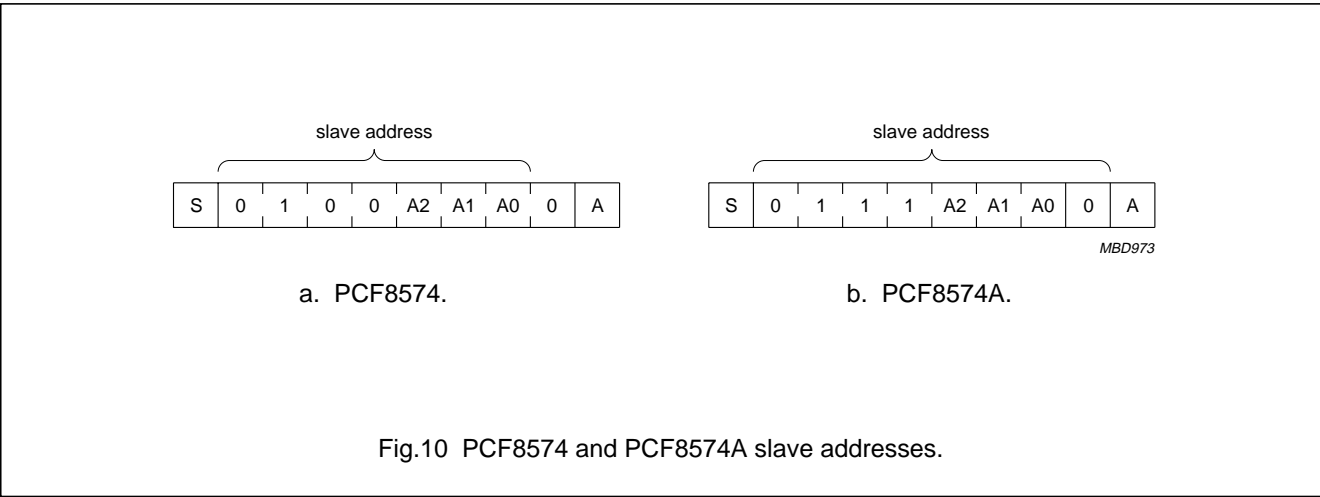 slave address
S 0 1 0 0 A2 A1 A0 0 A
a. PCF8574.
slave address
S 0 1 1 1 A2 A1 A0 0 A
MBD973
b. PCF8574A.
Fig.10 PCF8574 and PCF8574A slave addresses.